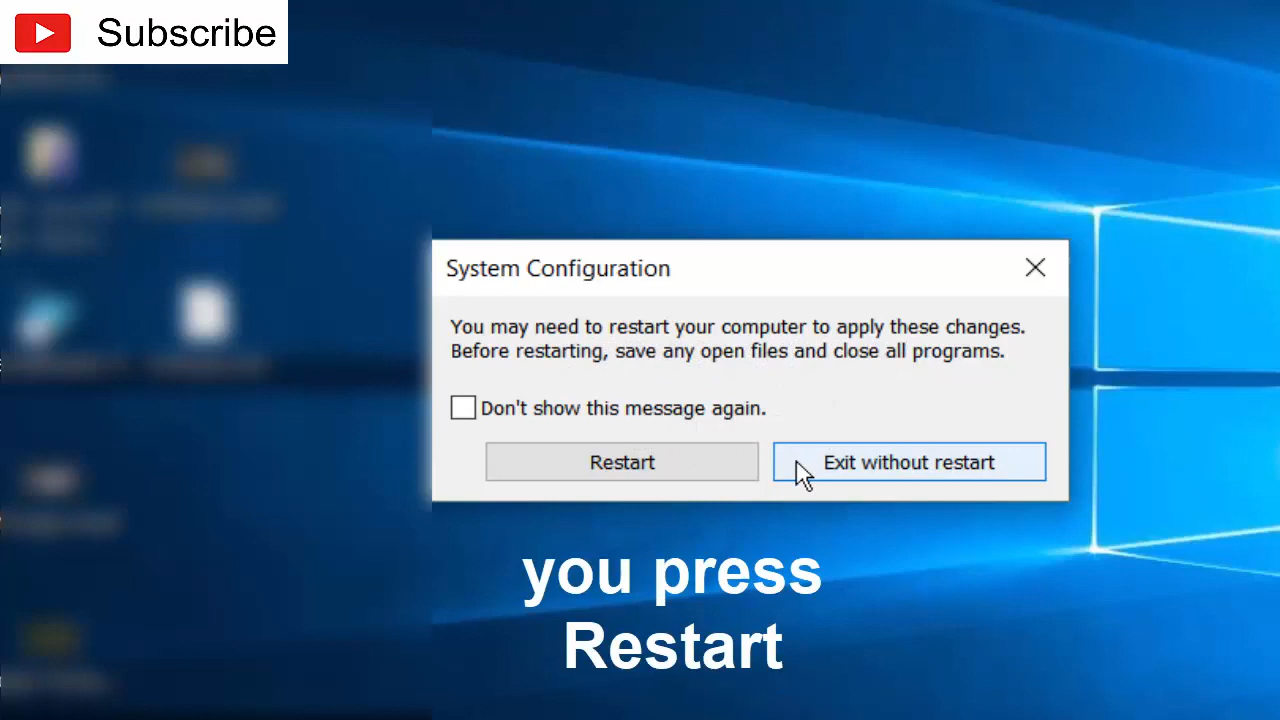 Subscribe
System Configuration
You may need to restart your computer to apply these changes.
Before restarting, save any open files and close all programs.
Don't show this message again.
Restart
Exit without restart
you press
Restart